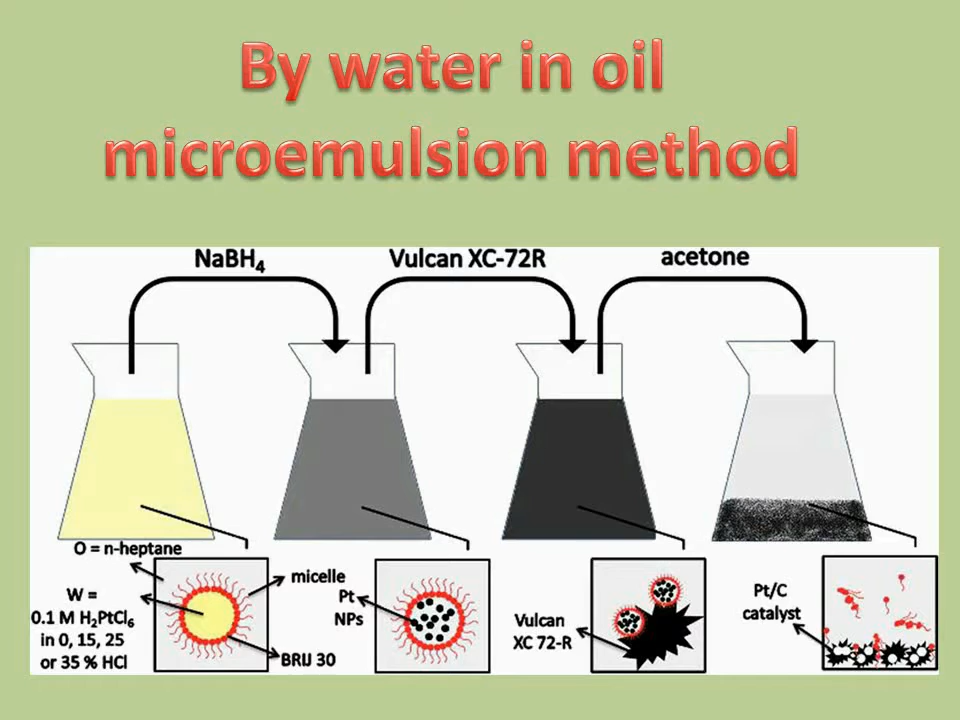 By water in oil
microemulsion method
NaBH₄
Vulcan XC-72R
acetone
O = n-heptane
W =
0.1 M H₂PtCl₆
in 0, 15, 25
or 35 % HCl
micelle
BRIJ 30
Pt
NPs
Vulcan
XC 72-R
Pt/C
catalyst